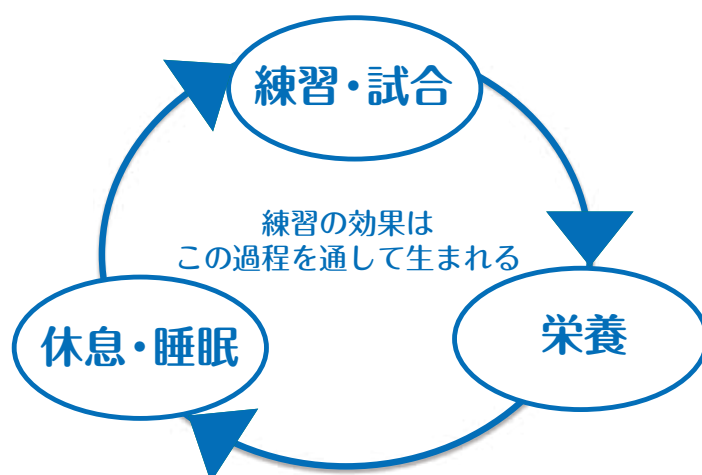 練習・試合
練習の効果は
この過程を通して生まれる
休息・睡眠
栄養